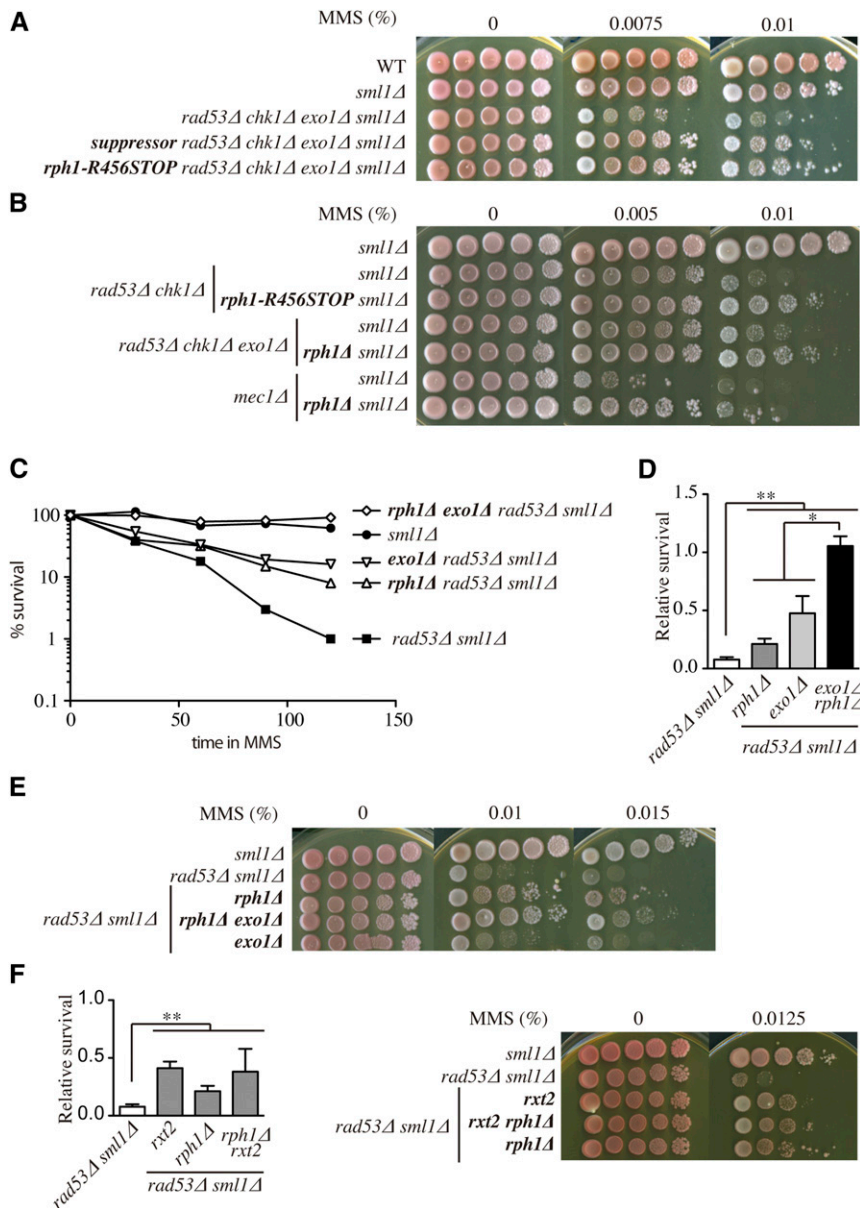 A
MMS (%)
0
0.0075
0.01
WT
sml1Δ
rad53Δ chk1Δ exo1Δ sml1Δ
suppressor rad53Δ chk1Δ exo1Δ sml1Δ
rph1-R456STOP rad53Δ chk1Δ exo1Δ sml1Δ
B
MMS (%)
0
0.005
0.01
sml1Δ
rad53Δ chk1Δ
sml1Δ
rph1-R456STOP sml1Δ
rad53Δ chk1Δ exo1Δ
sml1Δ
rph1Δ sml1Δ
mec1Δ
sml1Δ
rph1Δ sml1Δ
C
% survival
100
10
1
0.1
0
50
100
150
time in MMS
rph1Δ exo1Δ rad53Δ sml1Δ
sml1Δ
exo1Δ rad53Δ sml1Δ
rph1Δ rad53Δ sml1Δ
rad53Δ sml1Δ
D
Relative survival
1.5
1.0
0.5
0.0
**
*
rad53Δ sml1Δ
rph1Δ
exo1Δ
exo1Δ
rph1Δ
rad53Δ sml1Δ
E
MMS (%)
0
0.01
0.015
sml1Δ
rad53Δ sml1Δ
rad53Δ sml1Δ
rph1Δ
rph1Δ exo1Δ
exo1Δ
F
Relative survival
1.0
0.5
0.0
**
rad53Δ sml1Δ
rxt2
rph1Δ
rph1Δ
rxt2
rad53Δ sml1Δ
MMS (%)
0
0.0125
sml1Δ
rad53Δ sml1Δ
rad53Δ sml1Δ
rxt2
rxt2 rph1Δ
rph1Δ